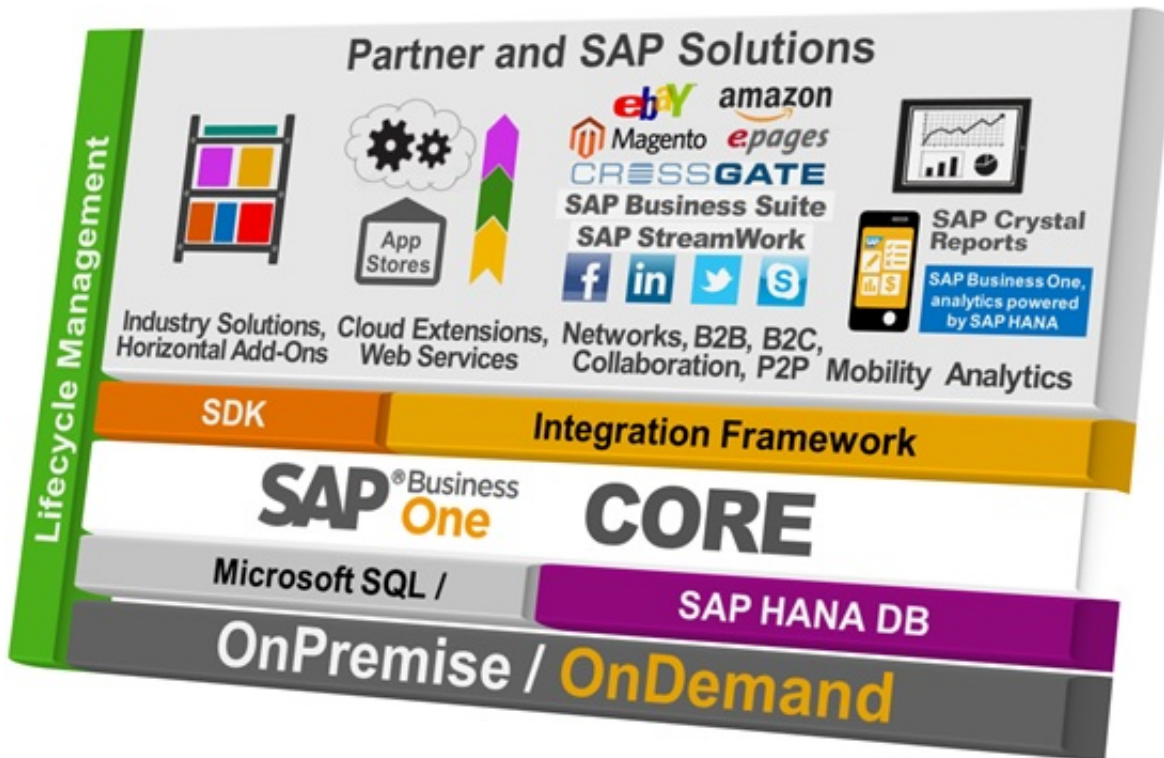 Lifecycle Management
Partner and SAP Solutions
ebay amazon
Magento e.pages
CROSSGATE
SAP Business Suite
SAP StreamWork
f in S
App
Stores
SAP
SAP Crystal
Reports
SAP Business One,
analytics powered
by SAP HANA
Industry Solutions,
Horizontal Add-Ons
Cloud Extensions,
Web Services
Networks, B2B, B2C,
Collaboration, P2P
Mobility Analytics
SDK
Integration Framework
SAP® Business
One
CORE
Microsoft SQL /
SAP HANA DB
OnPremise / OnDemand